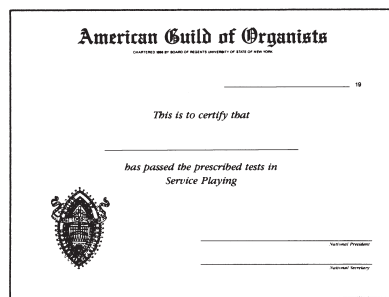 American Guild of Organists
CHARTERED 1896 BY BOARD OF REGENTS UNIVERSITY OF STATE OF NEW YORK
19
This is to certify that
has passed the prescribed tests in
Service Playing
National President
National Secretary